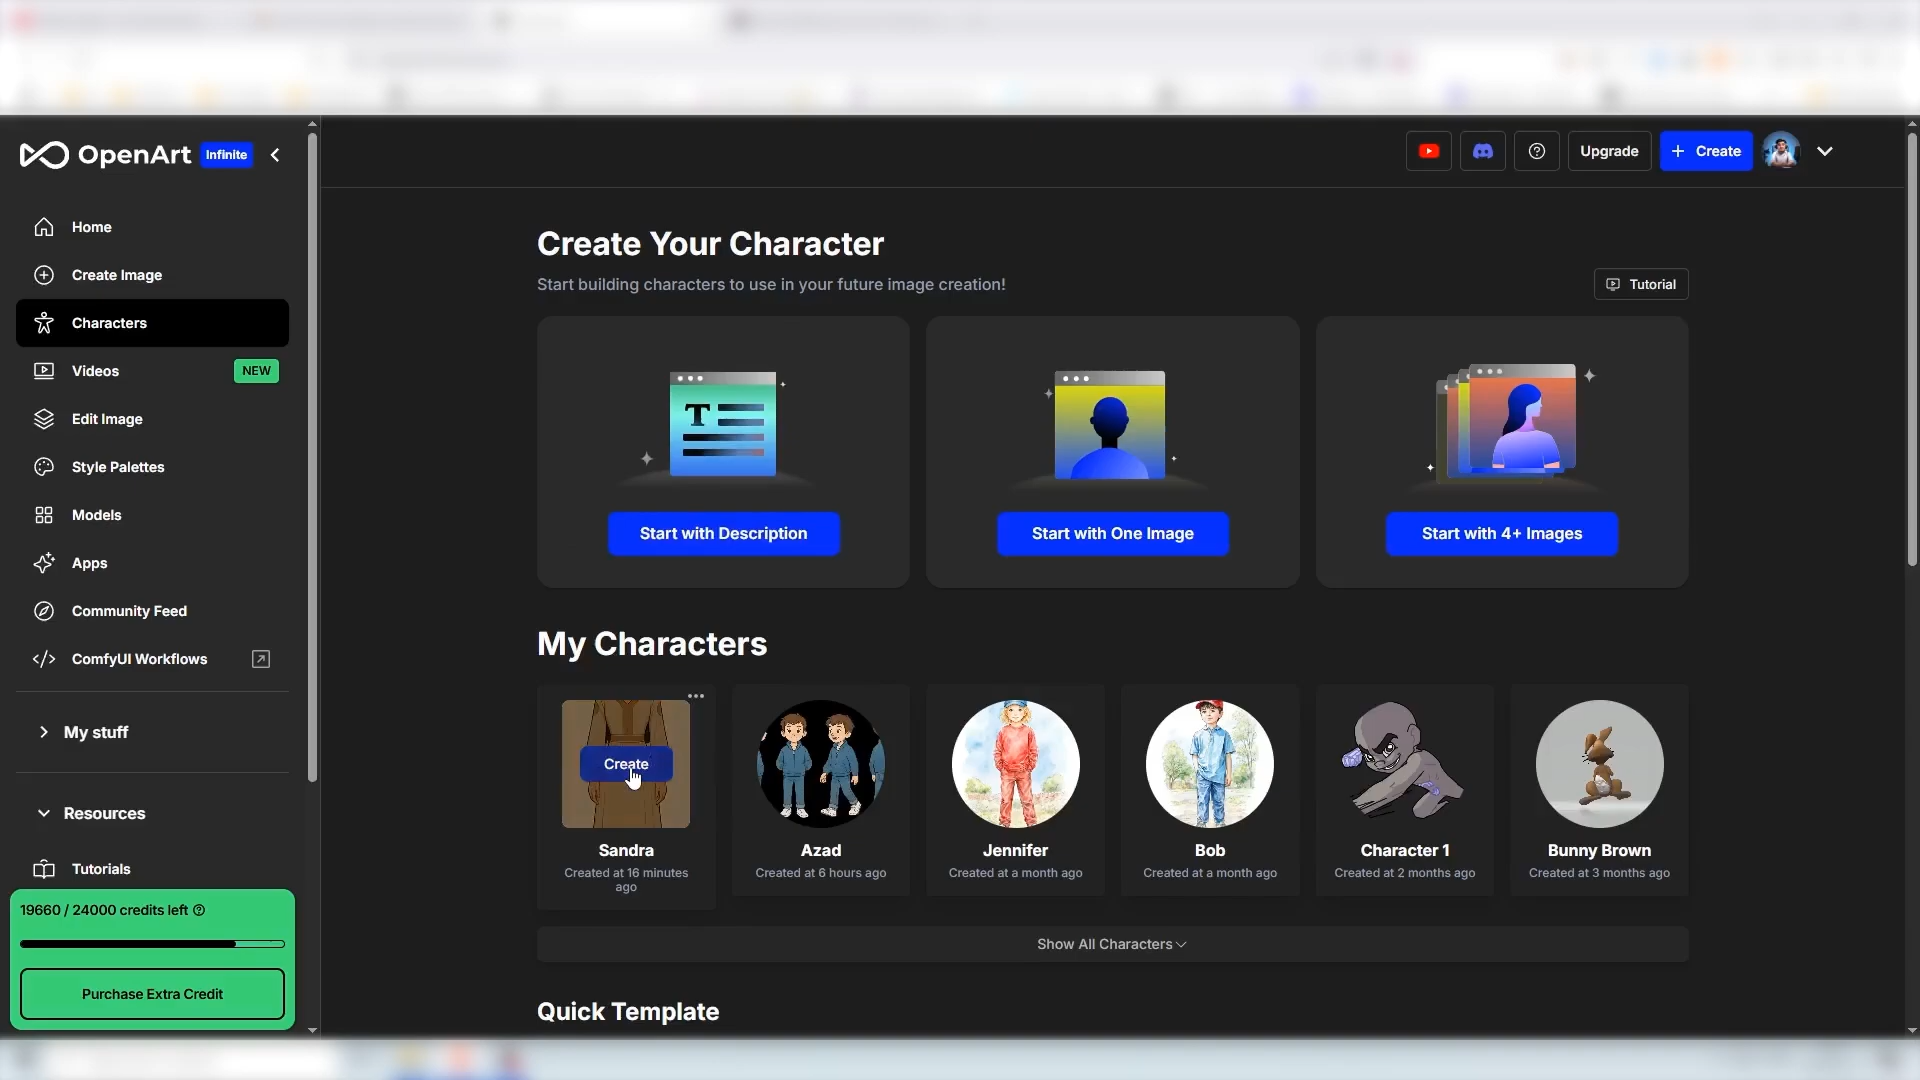 OpenArt Infinite
Upgrade
+ Create
Home
Create Image
Characters
Videos NEW
Edit Image
Style Palettes
Models
Apps
Community Feed
ComfyUI Workflows
My stuff
Resources
Tutorials
19660 / 24000 credits left
Purchase Extra Credit
Create Your Character
Start building characters to use in your future image creation!
Tutorial
T
Start with Description
Start with One Image
Start with 4+ Images
My Characters
Create
Sandra
Created at 16 minutes
ago
Azad
Created at 6 hours ago
Jennifer
Created at a month ago
Bob
Created at a month ago
Character 1
Created at 2 months ago
Bunny Brown
Created at 3 months ago
Show All Characters
Quick Template